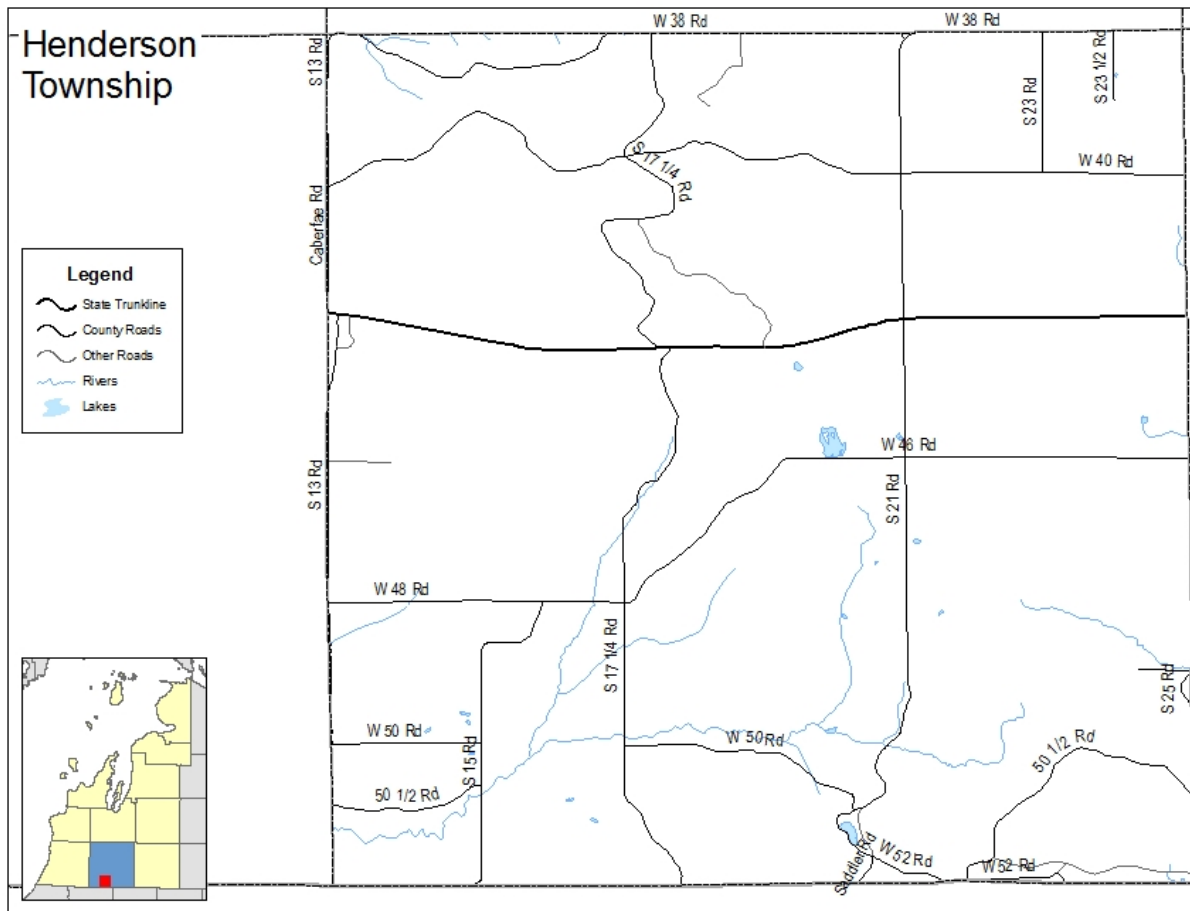 Henderson
Township
W 38 Rd
W 38 Rd
S 13 Rd
S 23 Rd
S 23 1/2 Rd
S 17 1/4 Rd
W 40 Rd
Caberfae Rd
Legend
State Trunkline
County Roads
Other Roads
Rivers
Lakes
W 46 Rd
S 13 Rd
S 21 Rd
W 48 Rd
S 17 1/4 Rd
S 25 Rd
W 50 Rd
S 15 Rd
W 50 Rd
50 1/2 Rd
50 1/2 Rd
Saddler Rd
W 52 Rd
W 52 Rd